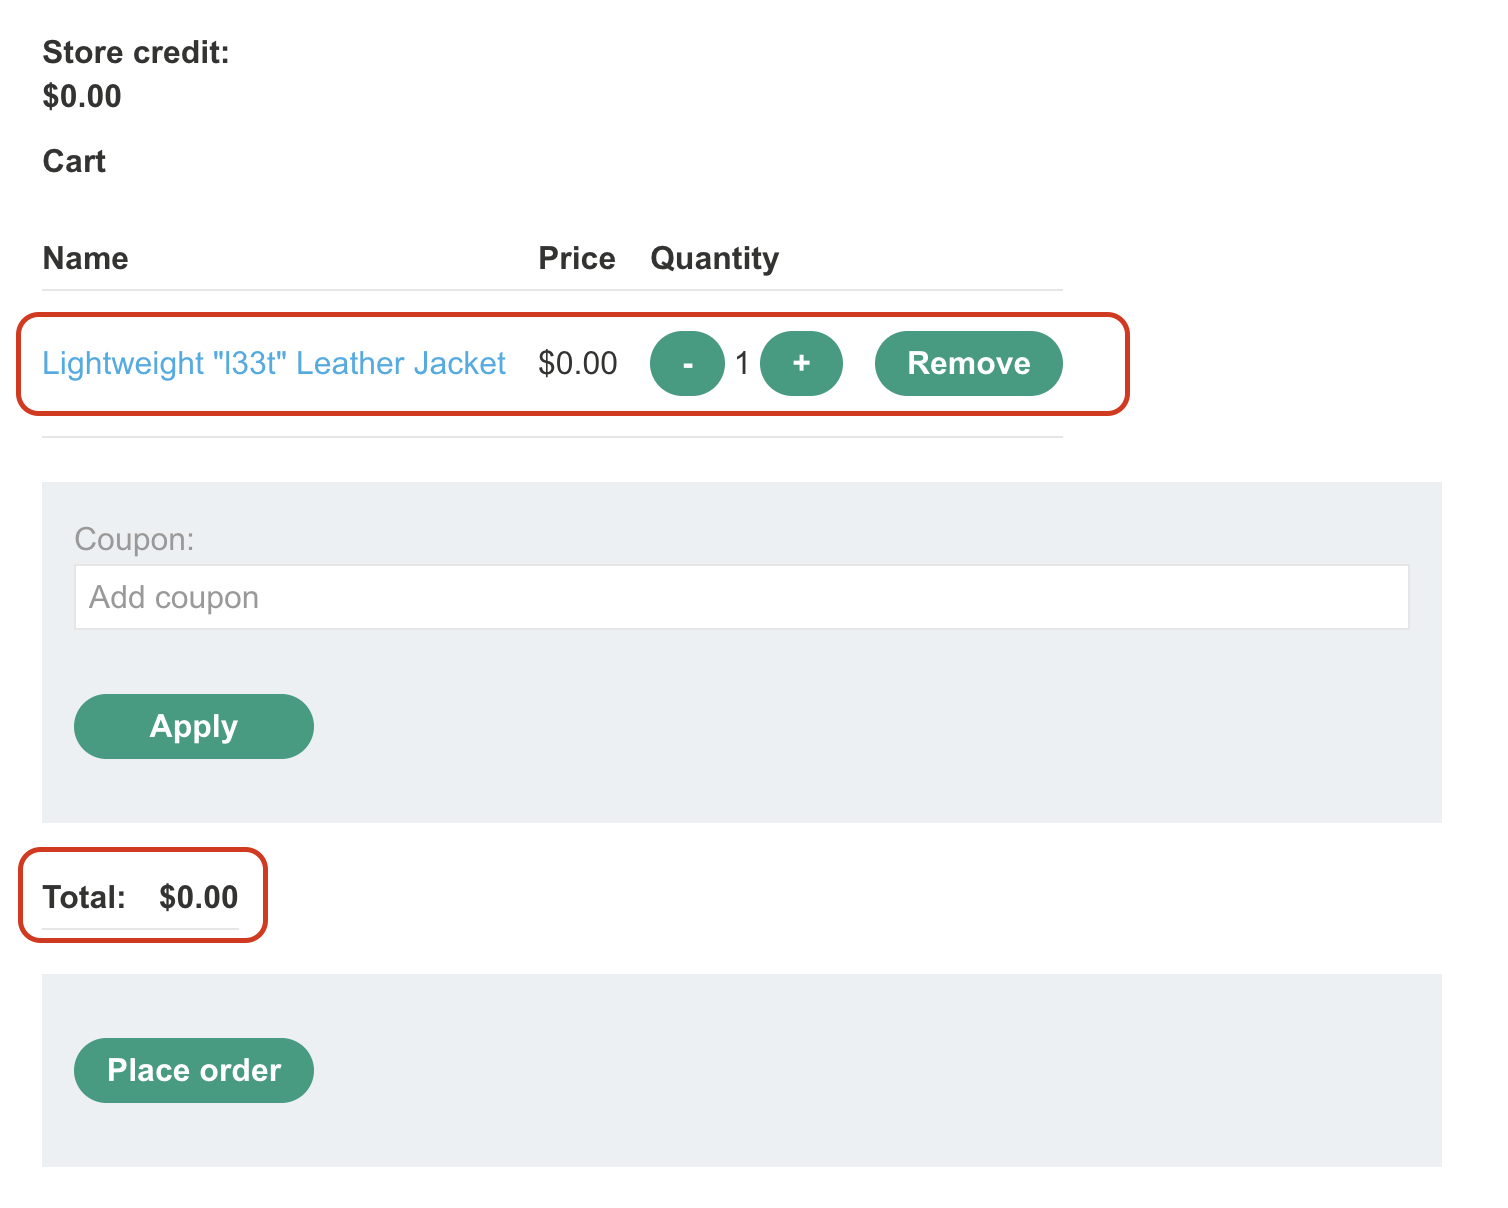 Store credit:
$0.00
Cart
Name Price Quantity
Lightweight "l33t" Leather Jacket $0.00 - 1 + Remove
Coupon:
Add coupon
Apply
Total: $0.00
Place order